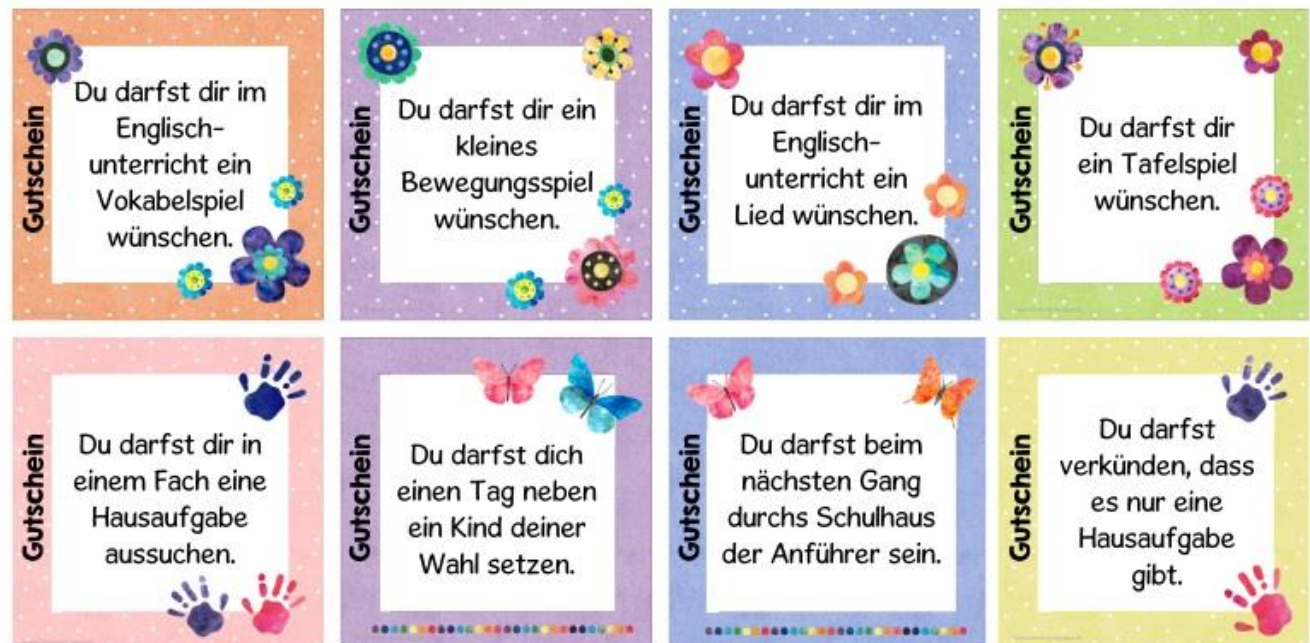 Gutschein
Du darfst dir im
Englisch-
unterricht ein
Vokabelspiel
wünschen.
Gutschein
Du darfst dir ein
kleines
Bewegungsspiel
wünschen.
Gutschein
Du darfst dir im
Englisch-
unterricht ein
Lied wünschen.
Gutschein
Du darfst dir
ein Tafelspiel
wünschen.
Gutschein
Du darfst dir in
einem Fach eine
Hausaufgabe
aussuchen.
Gutschein
Du darfst dich
einen Tag neben
ein Kind deiner
Wahl setzen.
Gutschein
Du darfst beim
nächsten Gang
durchs Schulhaus
der Anführer sein.
Gutschein
Du darfst
verkünden, dass
es nur eine
Hausaufgabe
gibt.